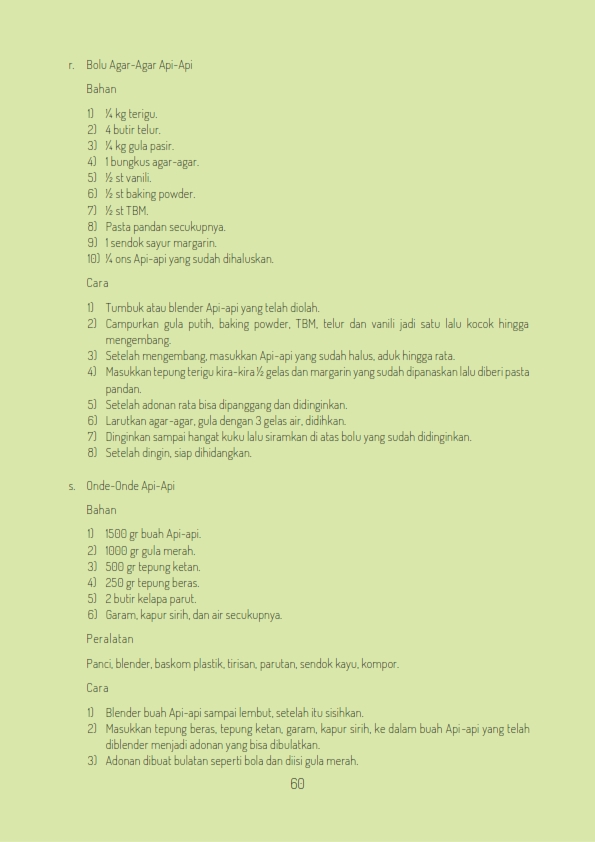 r. Bolu Agar-Agar Api-Api
Bahan
1) ¼ kg terigu.
2) 4 butir telur.
3) ¼ kg gula pasir.
4) 1 bungkus agar-agar.
5) ½ st vanili.
6) ½ st baking powder.
7) ½ st TBM.
8) Pasta pandan secukupnya.
9) 1 sendok sayur margarin.
10) ¼ ons Api-api yang sudah dihaluskan.
Cara
1) Tumbuk atau blender Api-api yang telah diolah.
2) Campurkan gula putih, baking powder, TBM, telur dan vanili jadi satu lalu kocok hingga
mengembang.
3) Setelah mengembang, masukkan Api-api yang sudah halus, aduk hingga rata.
4) Masukkan tepung terigu kira-kira ½ gelas dan margarin yang sudah dipanaskan lalu diberi pasta
pandan.
5) Setelah adonan rata bisa dipanggang dan didinginkan.
6) Larutkan agar-agar, gula dengan 3 gelas air, didihkan.
7) Dinginkan sampai hangat kuku lalu siramkan di atas bolu yang sudah didinginkan.
8) Setelah dingin, siap dihidangkan.
s. Onde-Onde Api-Api
Bahan
1) 1500 gr buah Api-api.
2) 1000 gr gula merah.
3) 500 gr tepung ketan.
4) 250 gr tepung beras.
5) 2 butir kelapa parut.
6) Garam, kapur sirih, dan air secukupnya.
Peralatan
Panci, blender, baskom plastik, tirisan, parutan, sendok kayu, kompor.
Cara
1) Blender buah Api-api sampai lembut, setelah itu sisihkan.
2) Masukkan tepung beras, tepung ketan, garam, kapur sirih, ke dalam buah Api-api yang telah
diblender menjadi adonan yang bisa dibulatkan.
3) Adonan dibuat bulatan seperti bola dan diisi gula merah.
60